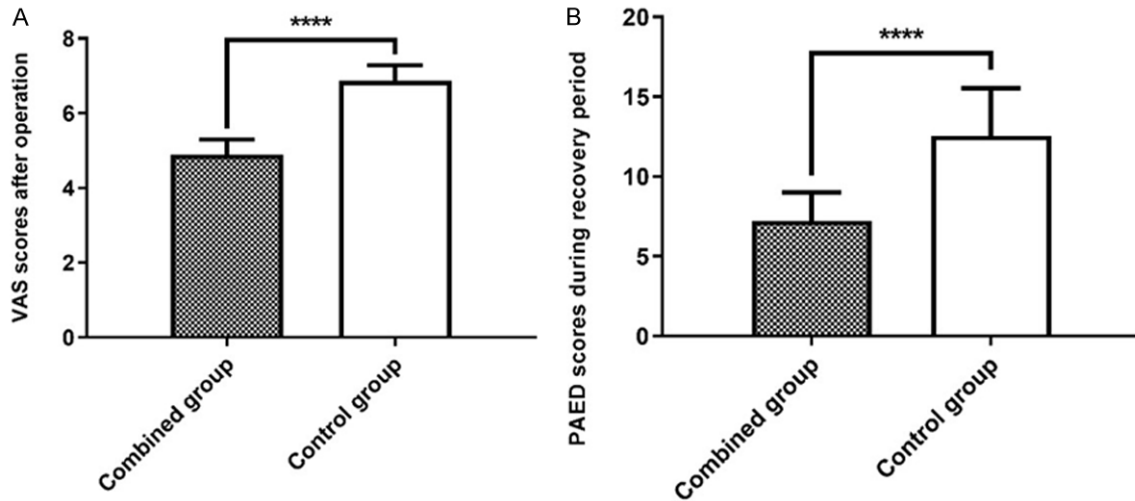 A
VAS scores after operation
8
6
4
2
0
****
Combined group
Control group
B
PAED scores during recovery period
20
15
10
5
0
****
Combined group
Control group